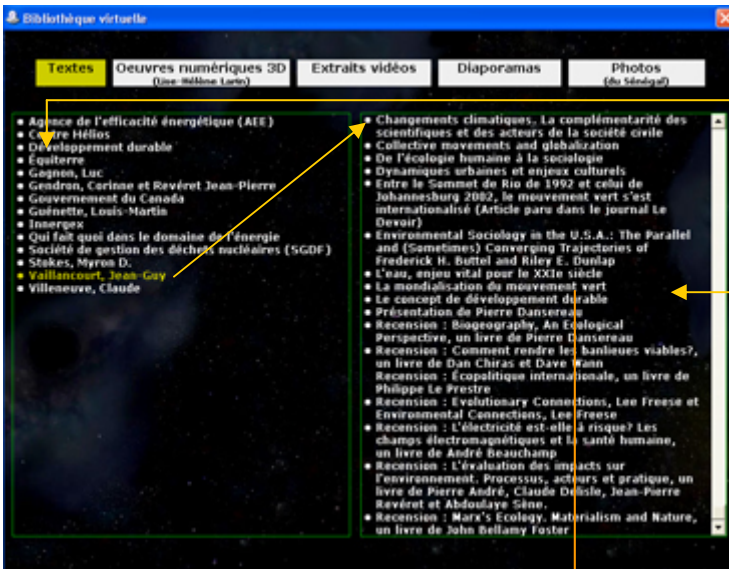 Bibliothèque virtuelle
Textes
Oeuvres numériques 3D
(Lise-Hélène Larin)
Extraits vidéos
Diaporamas
Photos
(du Sénégal)
• Agence de l'efficacité énergétique (AEE)
• Centre Hélios
• Développement durable
• Équiterre
• Gagnon, Luc
• Gendron, Corinne et Revéret Jean-Pierre
• Gouvernement du Canada
• Guénette, Louis-Martin
• Innergex
• Qui fait quoi dans le domaine de l'énergie
• Société de gestion des déchets nucléaires (SGDF)
• Stokes, Myron D.
• Vaillancourt, Jean-Guy
• Villeneuve, Claude
• Changements climatiques, La complémentarité des
scientifiques et des acteurs de la société civile
• Collective movements and globalization
• De l'écologie humaine à la sociologie
• Dynamiques urbaines et enjeux culturels
• Entre le Sommet de Rio de 1992 et celui de
Johannesburg 2002, le mouvement vert s'est
internationalisé (Article paru dans le journal Le
Devoir)
• Environmental Sociology in the U.S.A.: The Parallel
and (Sometimes) Converging Trajectories of
Frederick H. Buttel and Riley E. Dunlap
• L'eau, enjeu vital pour le XXIe siècle
• La mondialisation du mouvement vert
• Le concept de développement durable
• Présentation de Pierre Dansereau
• Recension : Biogeography, An Ecological
Perspective, un livre de Pierre Dansereau
• Recension : Comment rendre les banlieues viables?,
un livre de Dan Chiras et Dave Wann
Recension : Écopolitique internationale, un livre de
Philippe Le Prestre
• Recension : Evolutionary Connections, Lee Freese et
Environmental Connections, Lee Freese
• Recension : L'électricité est-elle à risque? Les
champs électromagnétiques et la santé humaine,
un livre de André Beauchamp
• Recension : L'évaluation des impacts sur
l'environnement. Processus, acteurs et pratique, un
livre de Pierre André, Claude Delisle, Jean-Pierre
Revéret et Abdoulaye Sène.
• Recension : Marx's Ecology. Materialism and Nature,
un livre de John Bellamy Foster